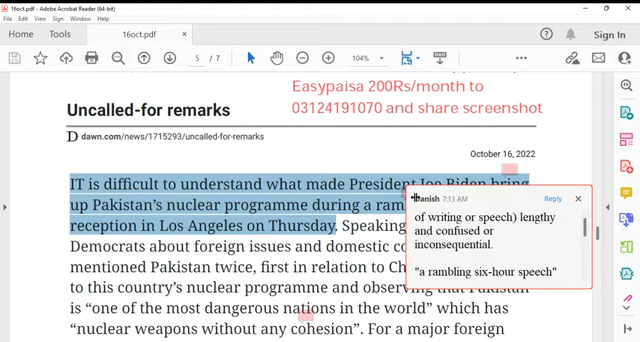 16oct.pdf - Adobe Acrobat Reader (64-bit)
File Edit View Sign Window Help
Home Tools 16oct.pdf Sign In
5 / 7 104%
Easypaisa 200Rs/month to
03124191070 and share screenshot
Uncalled-for remarks
D dawn.com/news/1715293/uncalled-for-remarks
October 16, 2022
IT is difficult to understand what made President Joe Biden bring
up Pakistan's nuclear programme during a ram
reception in Los Angeles on Thursday. Speaking
Democrats about foreign issues and domestic co
mentioned Pakistan twice, first in relation to Ch
to this country's nuclear programme and observing that Pakistan
is “one of the most dangerous nations in the world” which has
“nuclear weapons without any cohesion”. For a major foreign
Danish 7:13 AM Reply
of writing or speech) lengthy
and confused or
inconsequential.
"a rambling six-hour speech"